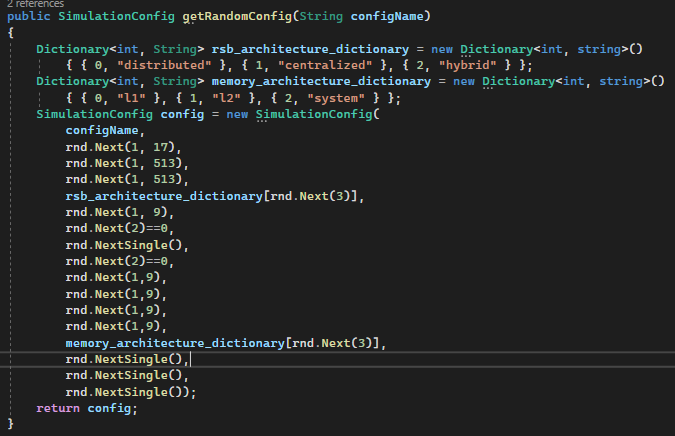 2 references
public SimulationConfig getRandomConfig(String configName)
{
    Dictionary<int, String> rsb_architecture_dictionary = new Dictionary<int, string>()
        { { 0, "distributed" }, { 1, "centralized" }, { 2, "hybrid" } };
    Dictionary<int, String> memory_architecture_dictionary = new Dictionary<int, string>()
        { { 0, "l1" }, { 1, "l2" }, { 2, "system" } };
    SimulationConfig config = new SimulationConfig(
        configName,
        rnd.Next(1, 17),
        rnd.Next(1, 513),
        rnd.Next(1, 513),
        rsb_architecture_dictionary[rnd.Next(3)],
        rnd.Next(1, 9),
        rnd.Next(2)==0,
        rnd.NextSingle(),
        rnd.Next(2)==0,
        rnd.Next(1,9),
        rnd.Next(1,9),
        rnd.Next(1,9),
        rnd.Next(1,9),
        memory_architecture_dictionary[rnd.Next(3)],
        rnd.NextSingle(),
        rnd.NextSingle(),
        rnd.NextSingle());
    return config;
}